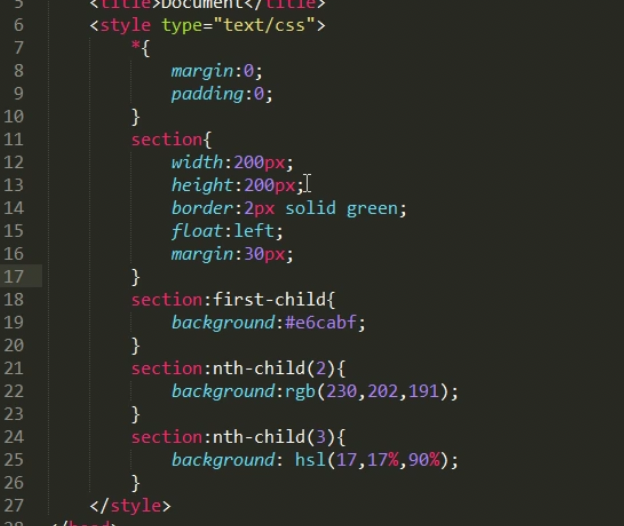 5 <title>Document</title>
6 <style type="text/css">
7 *{
8 margin:0;
9 padding:0;
10 }
11 section{
12 width:200px;
13 height:200px;
14 border:2px solid green;
15 float:left;
16 margin:30px;
17 }
18 section:first-child{
19 background:#e6cabf;
20 }
21 section:nth-child(2){
22 background:rgb(230,202,191);
23 }
24 section:nth-child(3){
25 background: hsl(17,17%,90%);
26 }
27 </style>
28 </head>